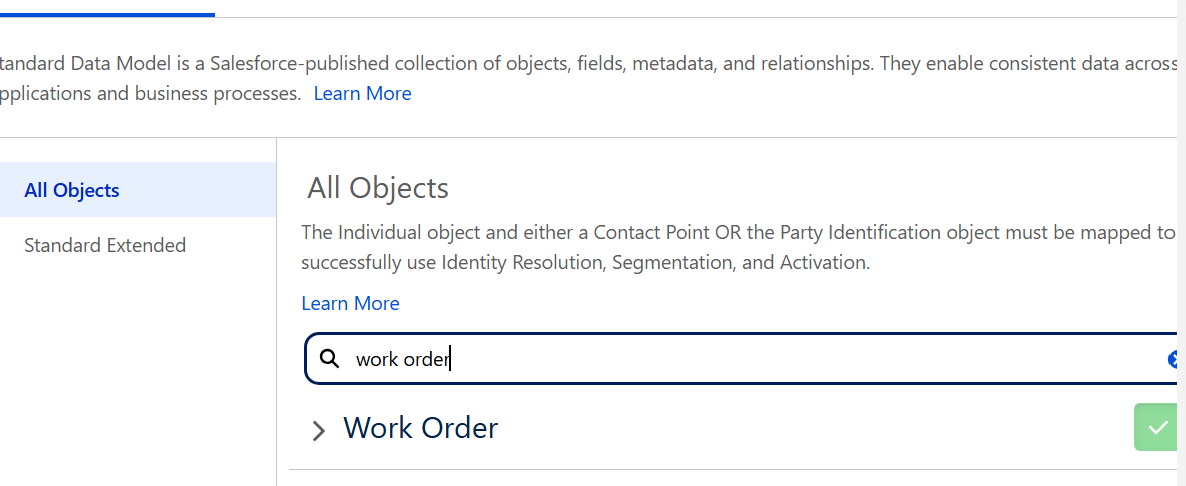 tandard Data Model is a Salesforce-published collection of objects, fields, metadata, and relationships. They enable consistent data across
pplications and business processes. Learn More
All Objects
Standard Extended
All Objects
The Individual object and either a Contact Point OR the Party Identification object must be mapped to
successfully use Identity Resolution, Segmentation, and Activation.
Learn More
work order
Work Order